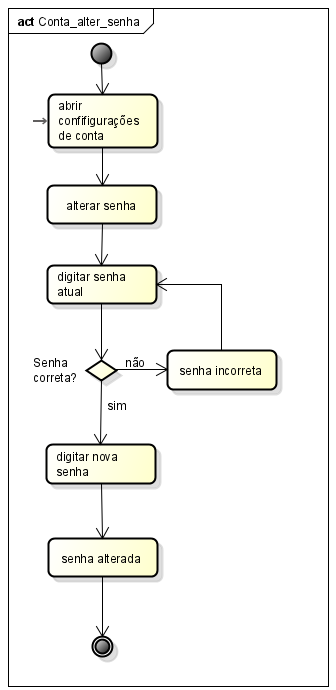 act Conta_alter_senha
abrir
confifigurações
de conta
alterar senha
digitar senha
atual
Senha
correta?
não
senha incorreta
sim
digitar nova
senha
senha alterada